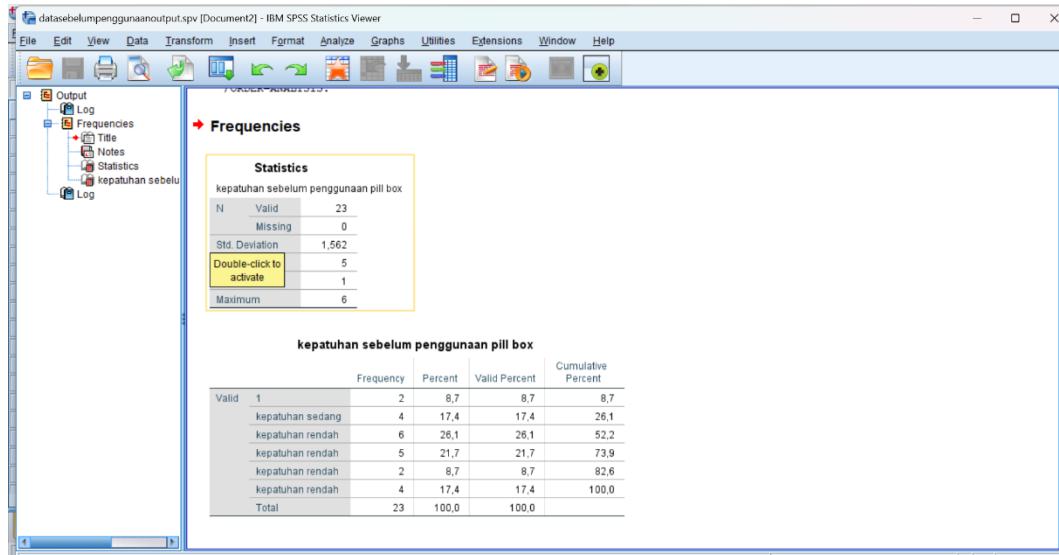 datasebelumpenggunaanoutput.spv [Document2] - IBM SPSS Statistics Viewer
File Edit View Data Transform Insert Format Analyze Graphs Utilities Extensions Window Help
Output
Log
Frequencies
Title
Notes
Statistics
kepatuhan sebelu
Log
Frequencies
Statistics
kepatuhan sebelum penggunaan pill box
N Valid 23
Missing 0
Std. Deviation 1,562
Double-click to activate 5
1
Maximum 6
kepatuhan sebelum penggunaan pill box
Frequency Percent Valid Percent Cumulative Percent
Valid 1 2 8,7 8,7 8,7
kepatuhan sedang 4 17,4 17,4 26,1
kepatuhan rendah 6 26,1 26,1 52,2
kepatuhan rendah 5 21,7 21,7 73,9
kepatuhan rendah 2 8,7 8,7 82,6
kepatuhan rendah 4 17,4 17,4 100,0
Total 23 100,0 100,0